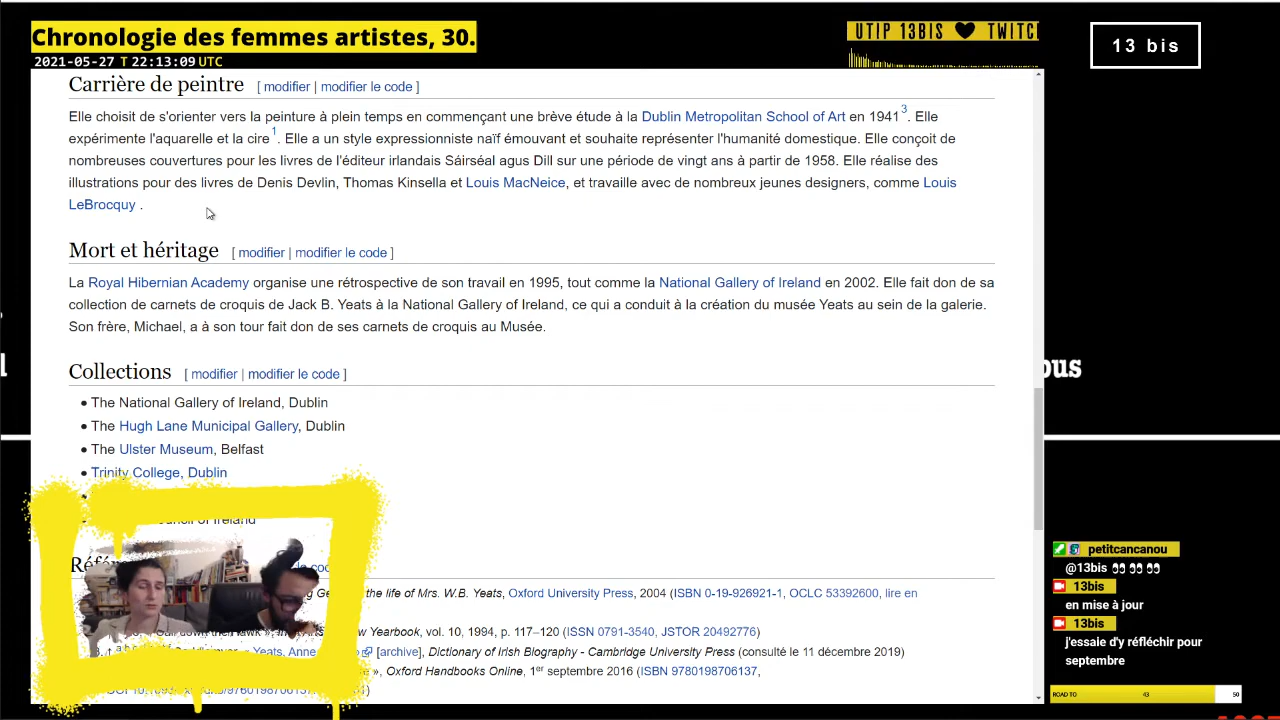 Chronologie des femmes artistes, 30.
2021-05-27 T 22:13:09 UTC
UTIP 13BIS TWITC
13 bis
Carrière de peintre [ modifier | modifier le code ]
Elle choisit de s'orienter vers la peinture à plein temps en commençant une brève étude à la Dublin Metropolitan School of Art en 1941 3. Elle
expérimente l'aquarelle et la cire 1. Elle a un style expressionniste naïf émouvant et souhaite représenter l'humanité domestique. Elle conçoit de
nombreuses couvertures pour les livres de l'éditeur irlandais Sáirséal agus Dill sur une période de vingt ans à partir de 1958. Elle réalise des
illustrations pour des livres de Denis Devlin, Thomas Kinsella et Louis MacNeice, et travaille avec de nombreux jeunes designers, comme Louis
LeBrocquy .
Mort et héritage [ modifier | modifier le code ]
La Royal Hibernian Academy organise une rétrospective de son travail en 1995, tout comme la National Gallery of Ireland en 2002. Elle fait don de sa
collection de carnets de croquis de Jack B. Yeats à la National Gallery of Ireland, ce qui a conduit à la création du musée Yeats au sein de la galerie.
Son frère, Michael, a à son tour fait don de ses carnets de croquis au Musée.
Collections [ modifier | modifier le code ]
• The National Gallery of Ireland, Dublin
• The Hugh Lane Municipal Gallery, Dublin
• The Ulster Museum, Belfast
• Trinity College, Dublin
of Ireland
the life of Mrs. W.B. Yeats, Oxford University Press, 2004 (ISBN 0-19-926921-1, OCLC 53392600, lire en
Yearbook, vol. 10, 1994, p. 117–120 (ISSN 0791-3540, JSTOR 20492776)
Yeats, Anne [archive], Dictionary of Irish Biography - Cambridge University Press (consulté le 11 décembre 2019)
», Oxford Handbooks Online, 1er septembre 2016 (ISBN 9780198706137,
ous
petitcancanou
@13bis 👀 👀 👀
13bis
en mise à jour
13bis
j'essaie d'y réfléchir pour
septembre
ROAD TO 43 50